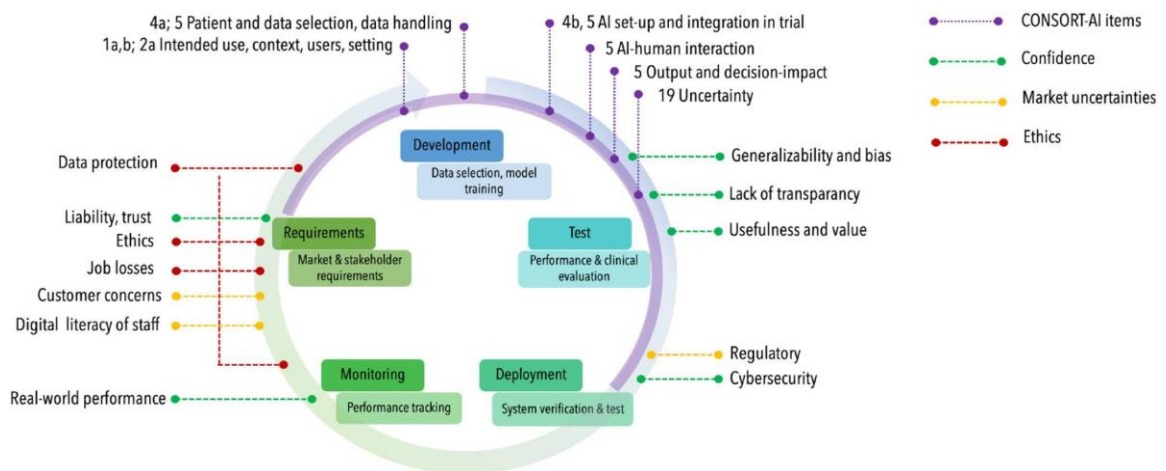 4a; 5 Patient and data selection, data handling
1a,b; 2a Intended use, context, users, setting
4b, 5 AI set-up and integration in trial
5 AI-human interaction
5 Output and decision-impact
19 Uncertainty
CONSORT-AI items
Confidence
Market uncertainties
Ethics
Development
Data selection, model
training
Generalizability and bias
Lack of transparancy
Usefulness and value
Test
Performance & clinical
evaluation
Regulatory
Cybersecurity
Deployment
System verification & test
Monitoring
Performance tracking
Requirements
Market & stakeholder
requirements
Data protection
Liability, trust
Ethics
Job losses
Customer concerns
Digital literacy of staff
Real-world performance